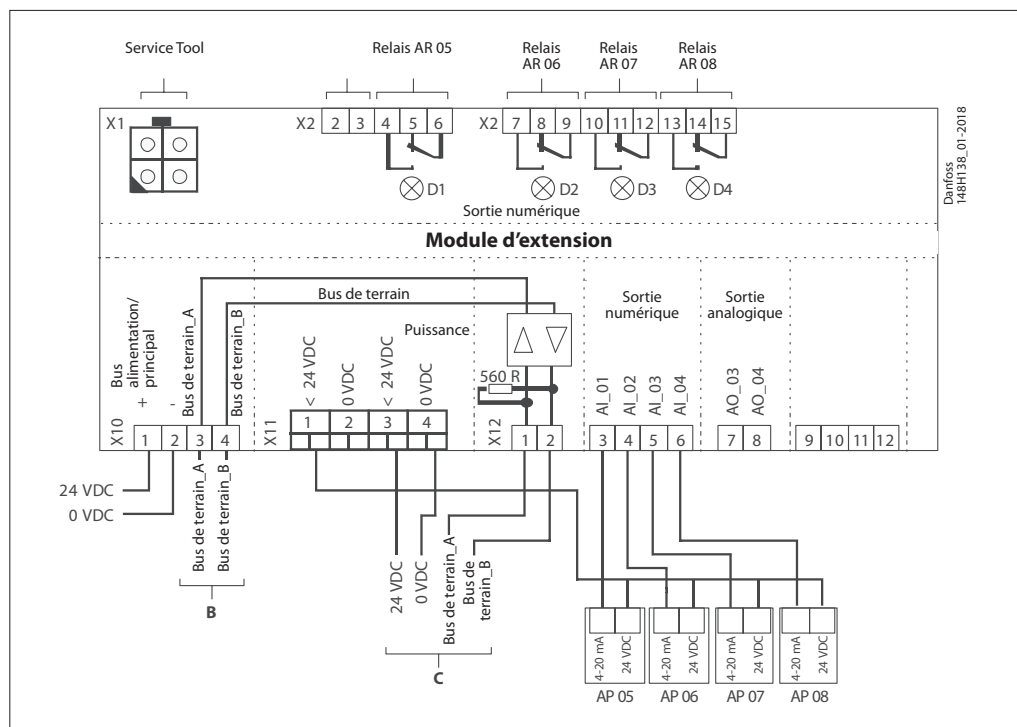 Service Tool
Relais AR 05
Relais
AR 06
Relais
AR 07
Relais
AR 08
X1
X2
2 3 4 5 6
X2
7 8 9 10 11 12 13 14 15
D1
D2
D3
D4
Sortie numérique
Danfoss
148H138_01-2018
Module d'extension
Bus de terrain
Bus
alimentation/
principal
+
-
Bus de terrain_A
Bus de terrain_B
Puissance
< 24 VDC
0 VDC
< 24 VDC
0 VDC
560 R
Sortie
numérique
Sortie
analogique
AI_01
AI_02
AI_03
AI_04
AO_03
AO_04
X10
1 2 3 4
X11
1 2 3 4
X12
1 2
3 4 5 6
7 8
9 10 11 12
24 VDC
0 VDC
Bus de terrain_A
Bus de terrain_B
B
24 VDC
0 VDC
Bus de terrain_A
Bus de
terrain_B
C
4-20 mA
24 VDC
4-20 mA
24 VDC
4-20 mA
24 VDC
4-20 mA
24 VDC
AP 05
AP 06
AP 07
AP 08